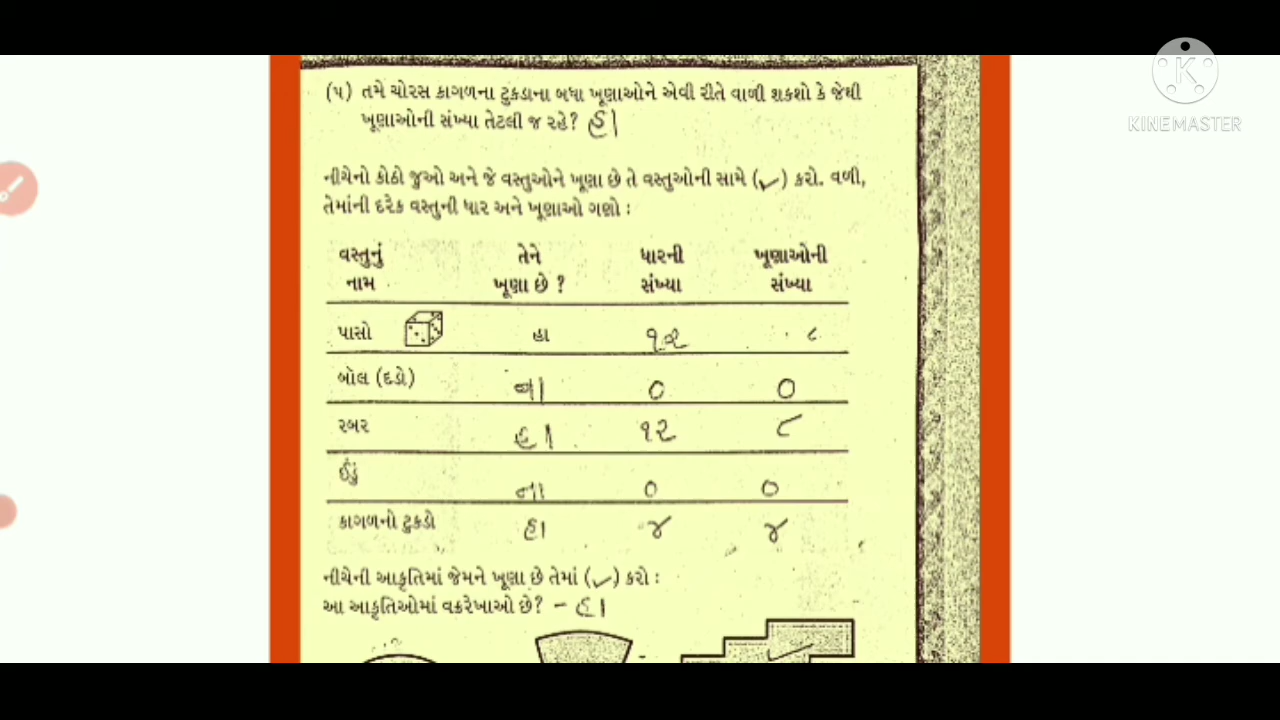 KINEMASTER
(૫) તમે ચોરસ કાગળના ટુકડાના બધા ખૂણાઓને એવી રીતે વાળી શકશો કે જેથી
ખૂણાઓની સંખ્યા તેટલી જ રહે? હા
નીચેનો કોઠો જુઓ અને જે વસ્તુઓને ખૂણા છે તે વસ્તુઓની સામે (✓) કરો. વળી,
તેમાંની દરેક વસ્તુની ધાર અને ખૂણાઓ ગણો :
વસ્તુનું તેને ધારની ખૂણાઓની
નામ ખૂણા છે ? સંખ્યા સંખ્યા
પાસો હા ૧૨ ૮
બૉલ (દડો) ના ૦ ૦
રબર હા ૧૨ ૮
ઈંડું ના ૦ ૦
કાગળનો ટુકડો હા ૪ ૪
નીચેની આકૃતિમાં જેમને ખૂણા છે તેમાં (✓) કરો :
આ આકૃતિઓમાં વક્રરેખાઓ છે? – હા